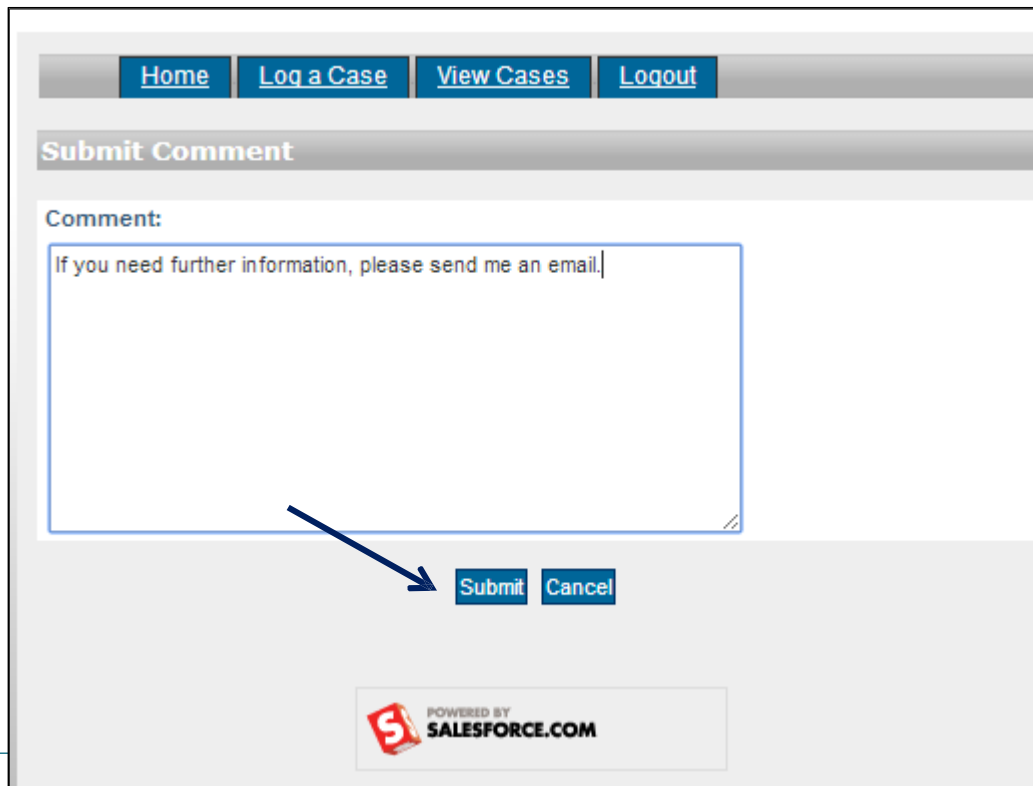 Home Log a Case View Cases Logout
Submit Comment
Comment:
If you need further information, please send me an email.
Submit Cancel
S POWERED BY
SALESFORCE.COM